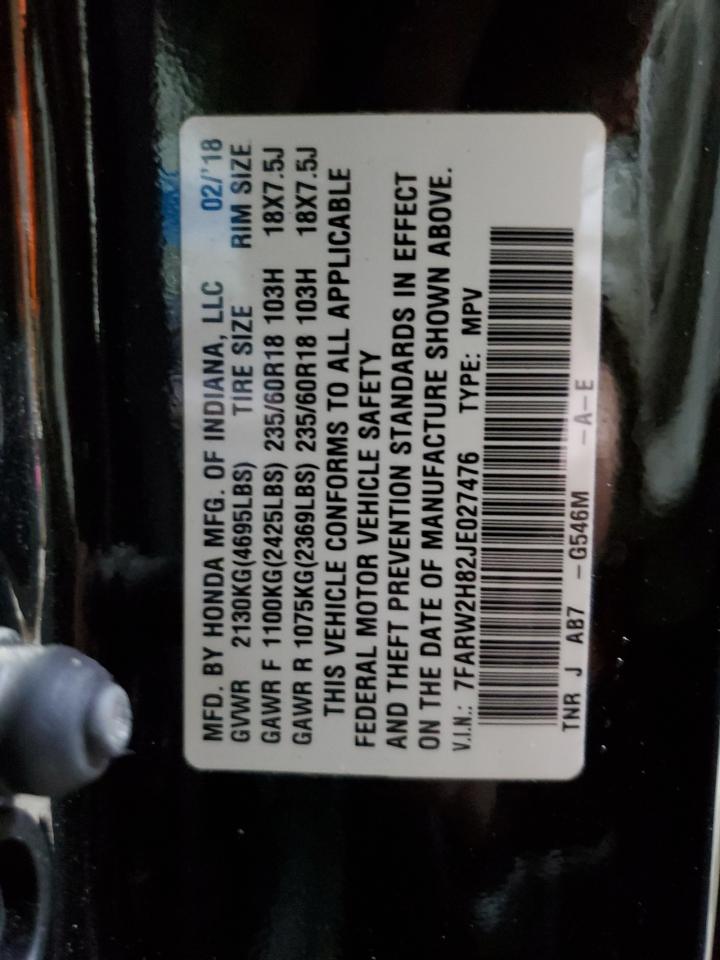 MFD. BY HONDA MFG. OF INDIANA, LLC 02/'18
GVWR 2130KG(4695LBS) TIRE SIZE RIM SIZE
GAWR F 1100KG(2425LBS) 235/60R18 103H 18X7.5J
GAWR R 1075KG(2369LBS) 235/60R18 103H 18X7.5J
THIS VEHICLE CONFORMS TO ALL APPLICABLE
FEDERAL MOTOR VEHICLE SAFETY
AND THEFT PREVENTION STANDARDS IN EFFECT
ON THE DATE OF MANUFACTURE SHOWN ABOVE.
V.I.N.: 7FARW2H82JE027476 TYPE: MPV
TNR J AB7 -G546M -A-E